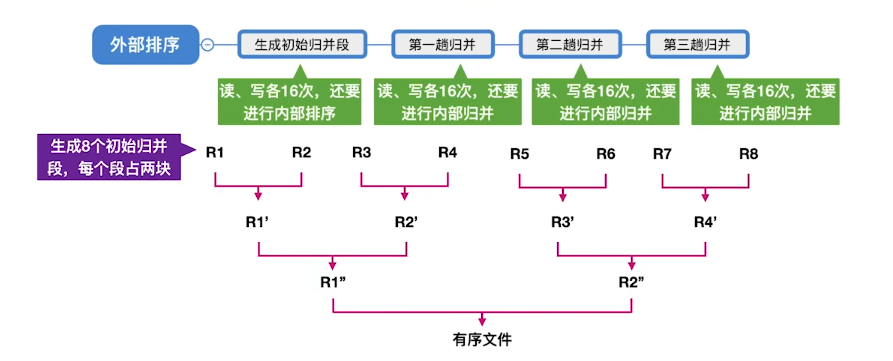 外部排序
生成初始归并段
第一趟归并
第二趟归并
第三趟归并
读、写各16次，还要
进行内部排序
读、写各16次，还要
进行内部归并
读、写各16次，还要
进行内部归并
读、写各16次，还要
进行内部归并
生成8个初始归并
段，每个段占两块
R1 R2 R3 R4 R5 R6 R7 R8
R1’ R2’ R3’ R4’
R1” R2”
有序文件